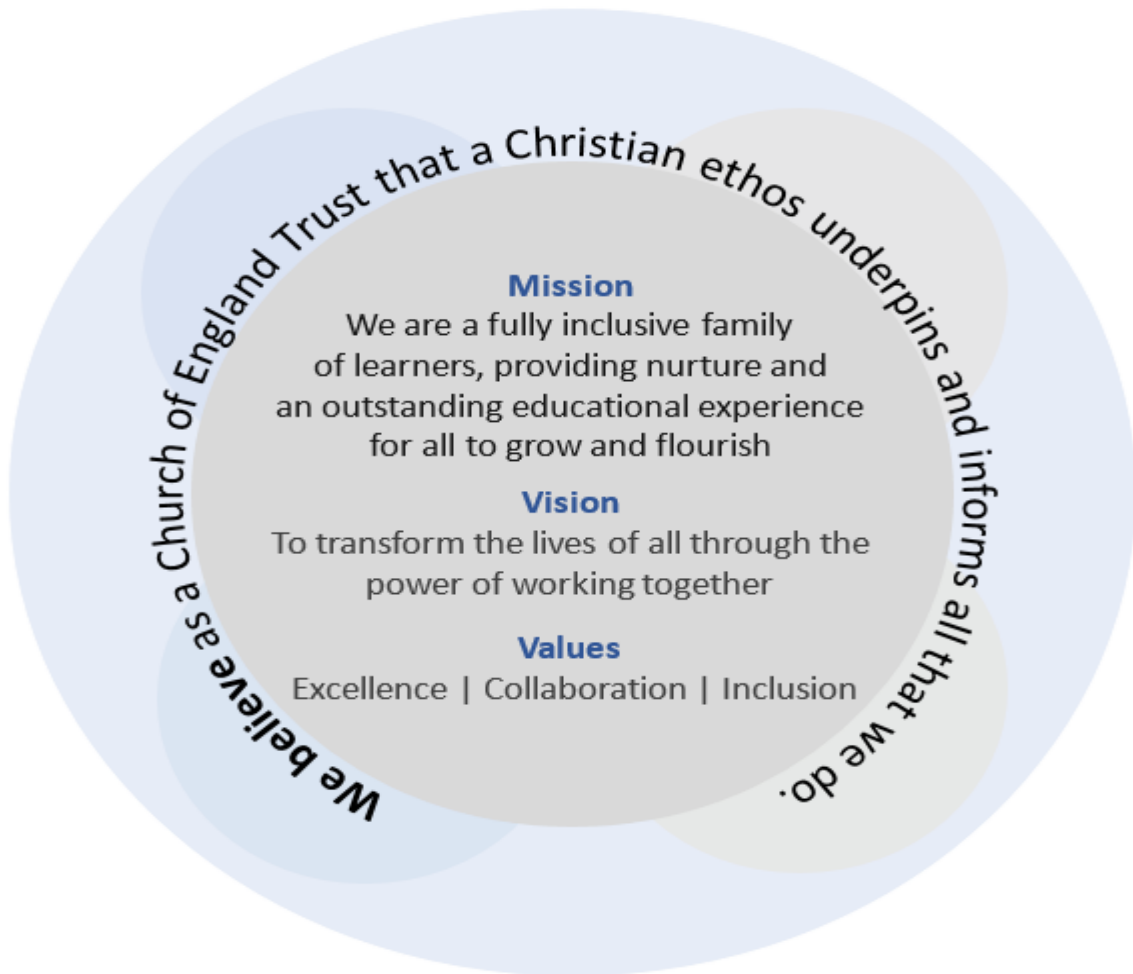 We believe as a Church of England Trust that a Christian ethos underpins and informs all that we do.
Mission
We are a fully inclusive family
of learners, providing nurture and
an outstanding educational experience
for all to grow and flourish
Vision
To transform the lives of all through the
power of working together
Values
Excellence | Collaboration | Inclusion